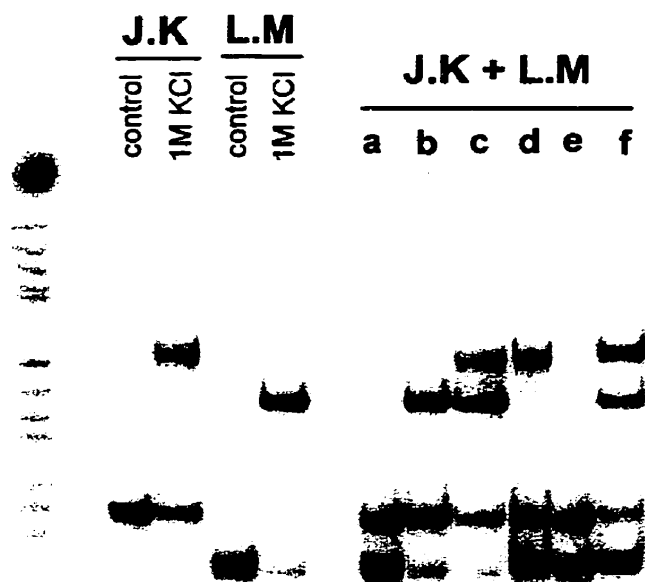 J.K L.M
J.K + L.M
control 1M KCl control 1M KCl
a b c d e f